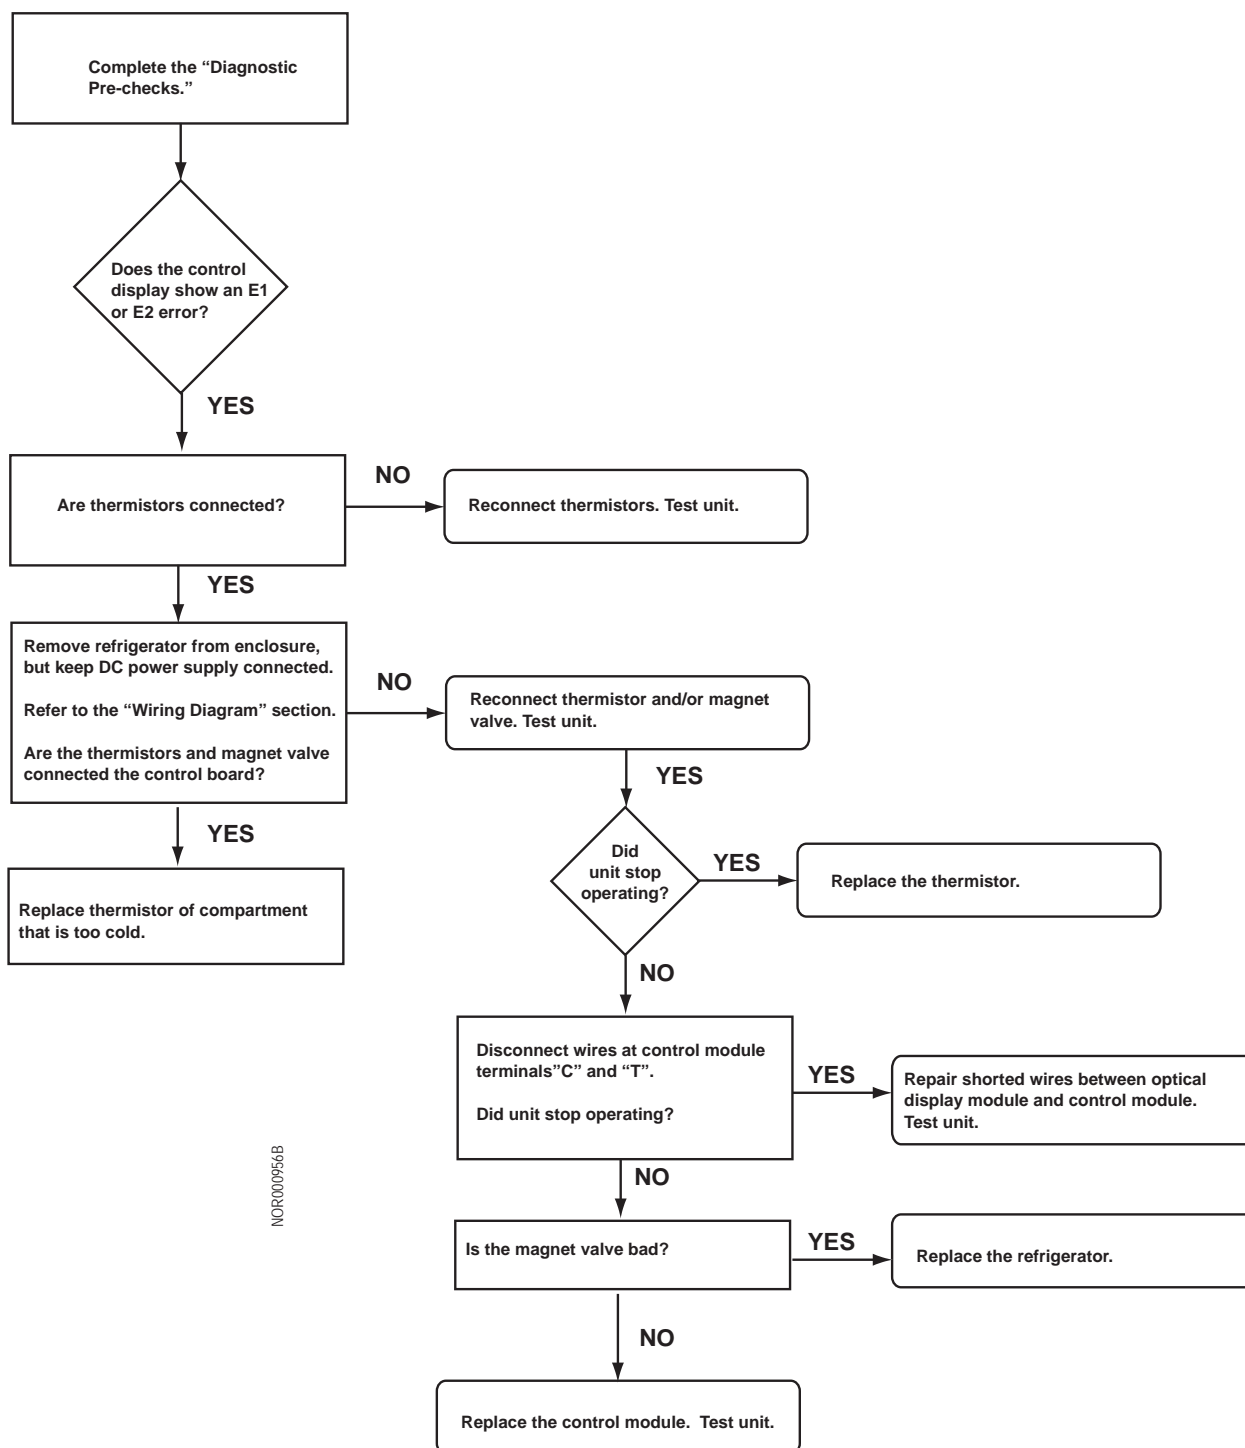 Complete the “Diagnostic
Pre-checks.”
Does the control
display show an E1
or E2 error?
YES
Are thermistors connected?
NO
Reconnect thermistors. Test unit.
YES
Remove refrigerator from enclosure,
but keep DC power supply connected.
Refer to the “Wiring Diagram” section.
Are the thermistors and magnet valve
connected the control board?
NO
Reconnect thermistor and/or magnet
valve. Test unit.
YES
YES
Replace thermistor of compartment
that is too cold.
Did
unit stop
operating?
YES
Replace the thermistor.
NO
Disconnect wires at control module
terminals”C” and “T”.
Did unit stop operating?
YES
Repair shorted wires between optical
display module and control module.
Test unit.
NO
Is the magnet valve bad?
YES
Replace the refrigerator.
NO
Replace the control module.  Test unit.
NOR000956B